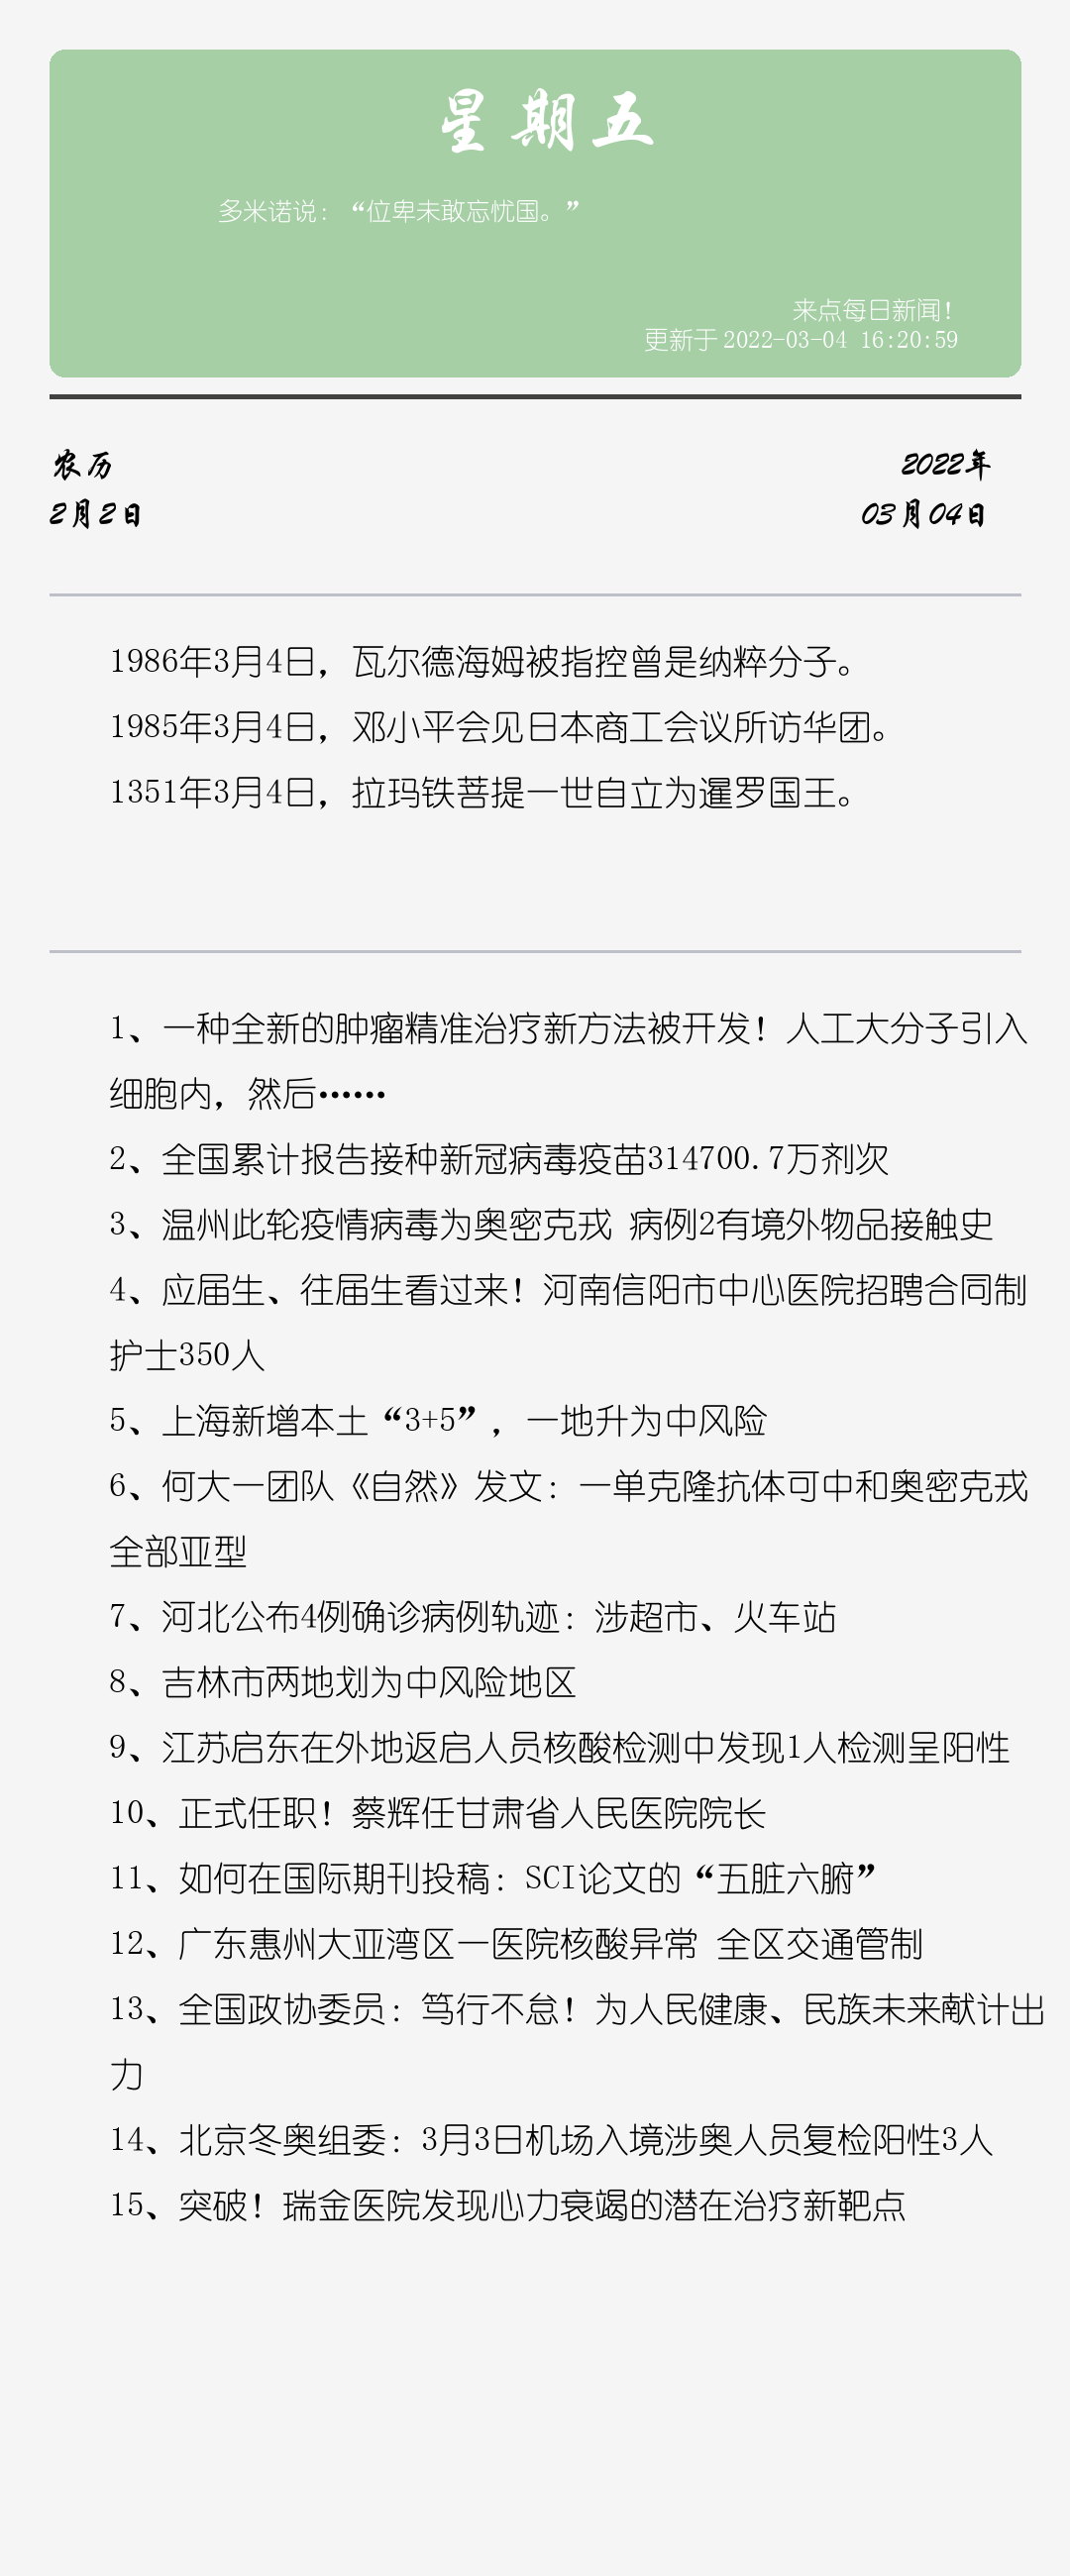 星期五
多米诺说：“位卑未敢忘忧国。”
来点每日新闻！
更新于 2022-03-04 16:20:59
农历
2022年
2月2日
03月04日
1986年3月4日，瓦尔德海姆被指控曾是纳粹分子。
1985年3月4日，邓小平会见日本商工会议所访华团。
1351年3月4日，拉玛铁菩提一世自立为暹罗国王。
1、一种全新的肿瘤精准治疗新方法被开发！人工大分子引入
细胞内，然后······
2、全国累计报告接种新冠病毒疫苗314700.7万剂次
3、温州此轮疫情病毒为奥密克戎 病例2有境外物品接触史
4、应届生、往届生看过来！河南信阳市中心医院招聘合同制
护士350人
5、上海新增本土“3+5”，一地升为中风险
6、何大一团队《自然》发文：一单克隆抗体可中和奥密克戎
全部亚型
7、河北公布4例确诊病例轨迹：涉超市、火车站
8、吉林市两地划为中风险地区
9、江苏启东在外地返启人员核酸检测中发现1人检测呈阳性
10、正式任职！蔡辉任甘肃省人民医院院长
11、如何在国际期刊投稿：SCI论文的“五脏六腑”
12、广东惠州大亚湾区一医院核酸异常 全区交通管制
13、全国政协委员：笃行不怠！为人民健康、民族未来献计出
力
14、北京冬奥组委：3月3日机场入境涉奥人员复检阳性3人
15、突破！瑞金医院发现心力衰竭的潜在治疗新靶点